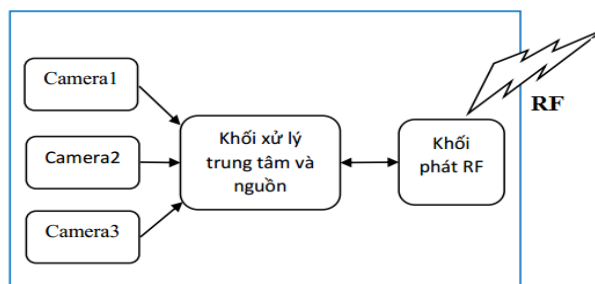 Camera1
Camera2
Camera3
Khối xử lý
trung tâm và
nguồn
Khối
phát RF
RF